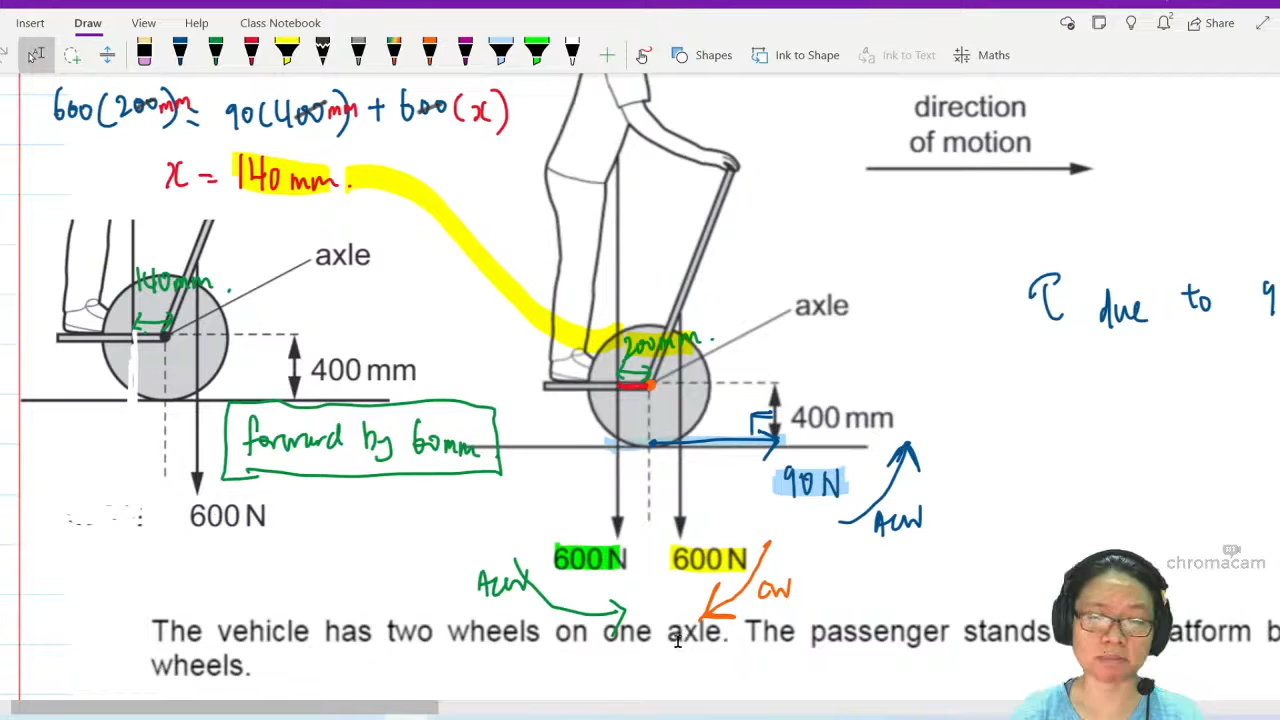 Insert Draw View Help Class Notebook
Share
Shapes Ink to Shape Ink to Text Maths
600(200mm) = 90(400mm) + 600(x)
x = 140 mm.
direction
of motion
axle
140mm.
400 mm
forward by 60mm
600 N
axle
200mm.
400 mm
90 N
ACW
600 N
600 N
ACW
CW
τ due to 9
chromacam
The vehicle has two wheels on one axle. The passenger stands
wheels.